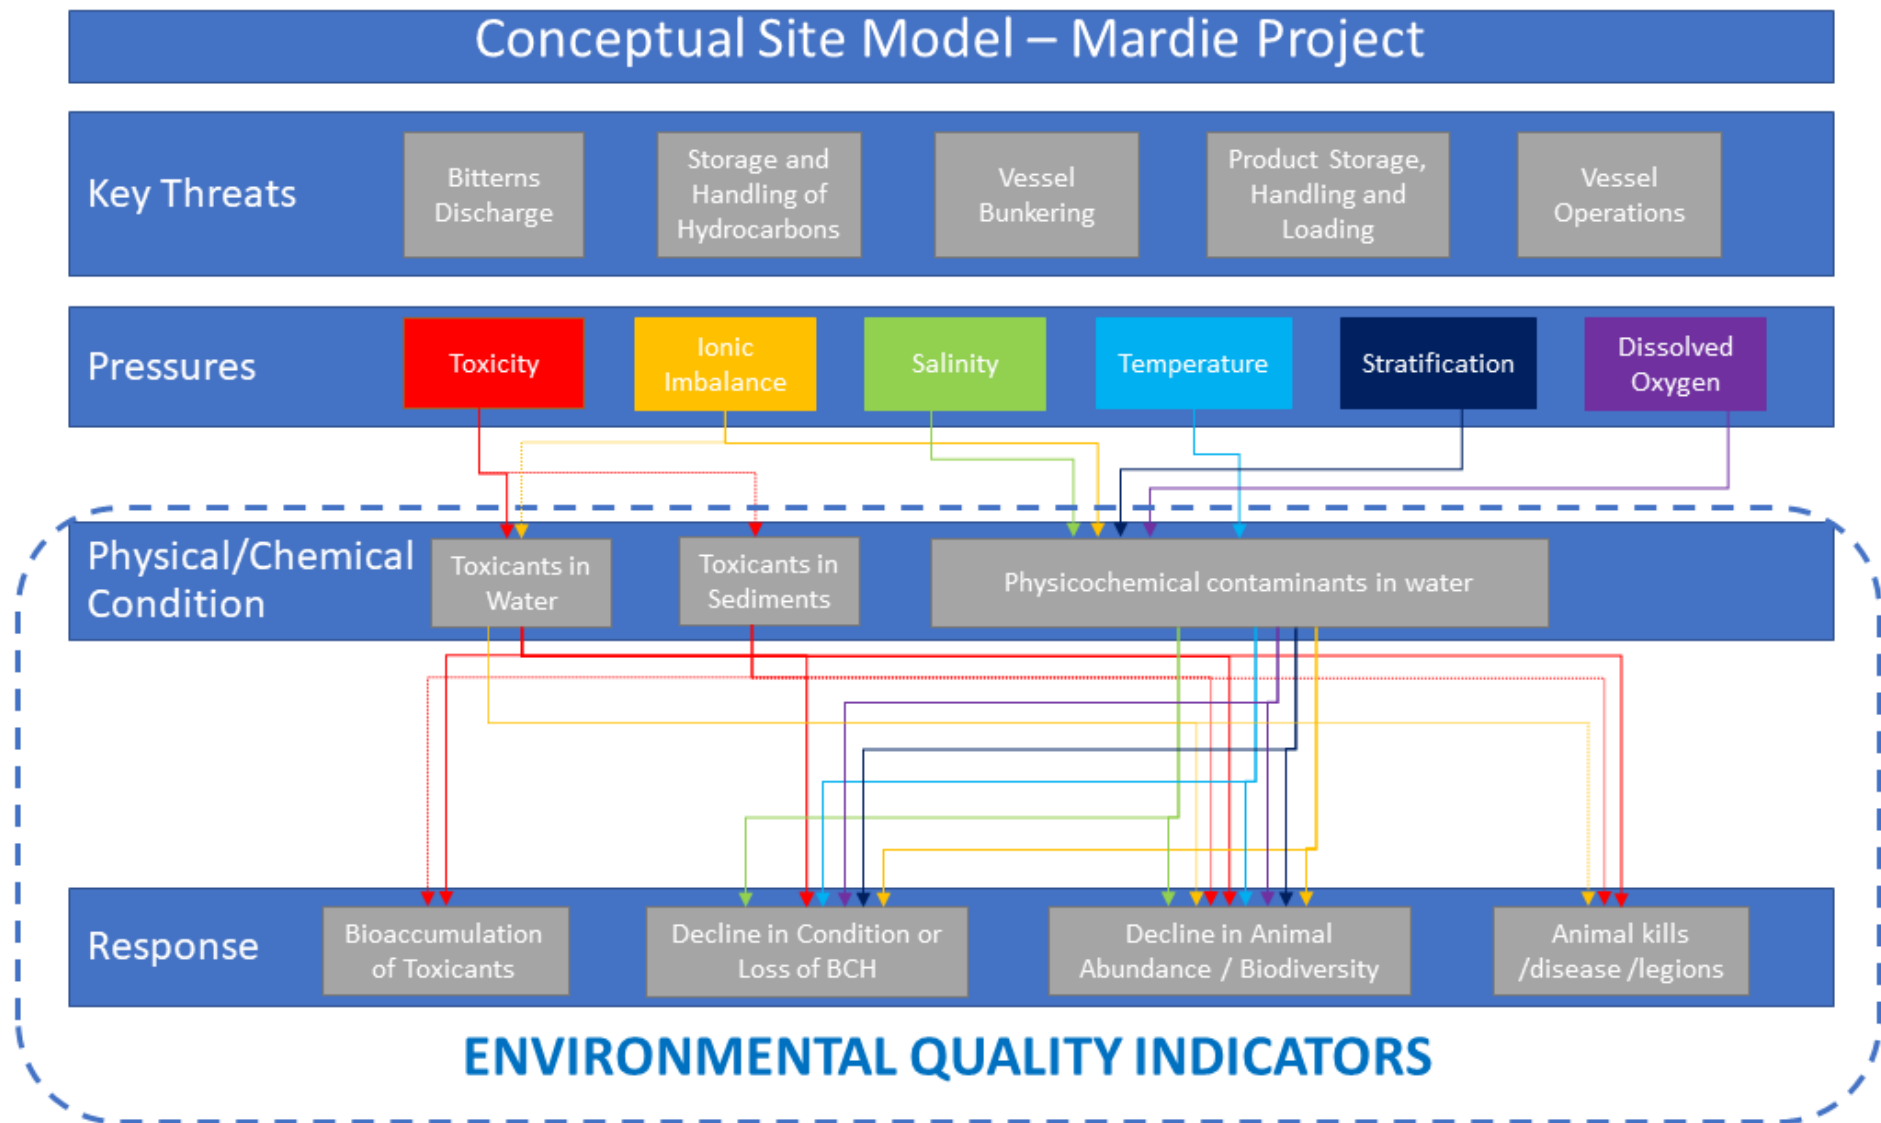 Conceptual Site Model – Mardie Project
Key Threats
Bitterns
Discharge
Storage and
Handling of
Hydrocarbons
Vessel
Bunkering
Product Storage,
Handling and
Loading
Vessel
Operations
Pressures
Toxicity
Ionic
Imbalance
Salinity
Temperature
Stratification
Dissolved
Oxygen
Physical/Chemical
Condition
Toxicants in
Water
Toxicants in
Sediments
Physicochemical contaminants in water
Response
Bioaccumulation
of Toxicants
Decline in Condition or
Loss of BCH
Decline in Animal
Abundance / Biodiversity
Animal kills
/disease /legions
ENVIRONMENTAL QUALITY INDICATORS